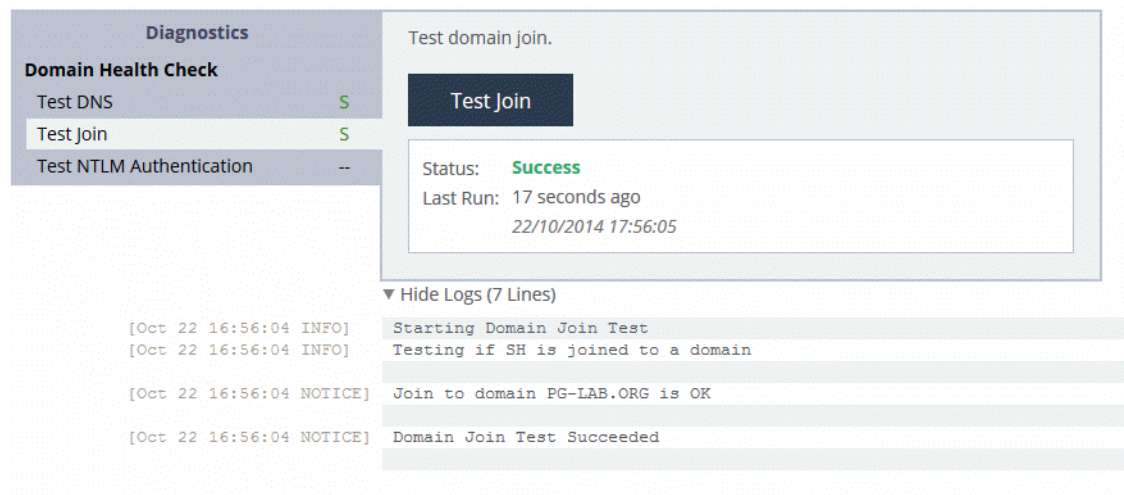 Diagnostics
Domain Health Check
Test DNS S
Test Join S
Test NTLM Authentication --
Test domain join.
Test Join
Status: Success
Last Run: 17 seconds ago
22/10/2014 17:56:05
▼ Hide Logs (7 Lines)
[Oct 22 16:56:04 INFO] Starting Domain Join Test
[Oct 22 16:56:04 INFO] Testing if SH is joined to a domain
[Oct 22 16:56:04 NOTICE] Join to domain PG-LAB.ORG is OK
[Oct 22 16:56:04 NOTICE] Domain Join Test Succeeded